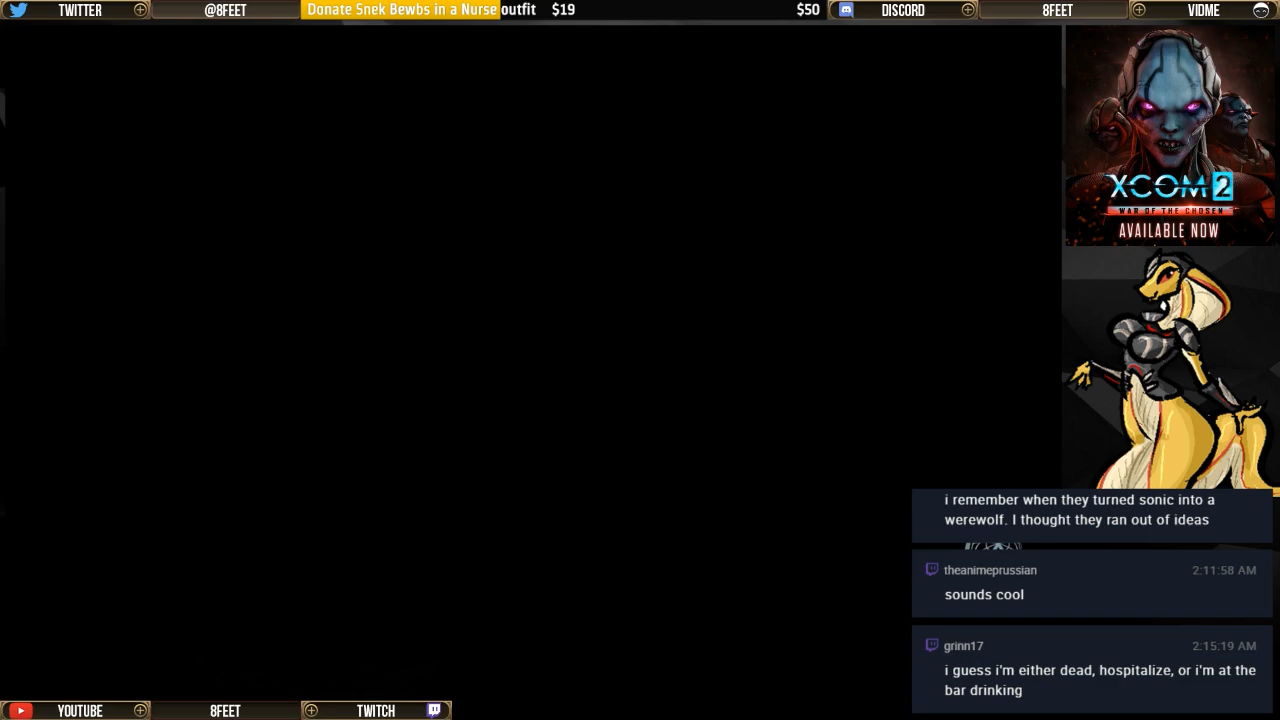 TWITTER
@8FEET
Donate Snek Bewbs in a Nurse outfit $19
$50
DISCORD
8FEET
VIDME
XCOM 2
WAR OF THE CHOSEN
AVAILABLE NOW
i remember when they turned sonic into a
werewolf. I thought they ran out of ideas
theanimeprussian 2:11:58 AM
sounds cool
grinn17 2:15:19 AM
i guess i'm either dead, hospitalize, or i'm at the
bar drinking
YOUTUBE
8FEET
TWITCH